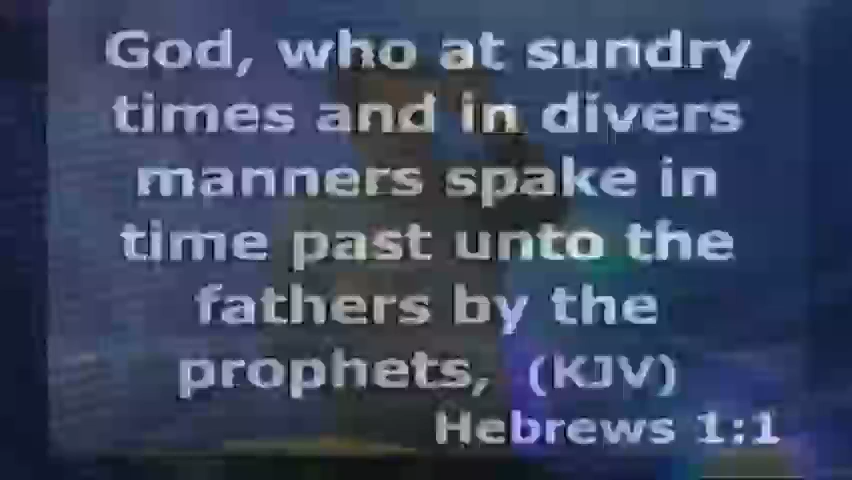 God, who at sundry
times and in divers
manners spake in
time past unto the
fathers by the
prophets, (KJV)
Hebrews 1:1